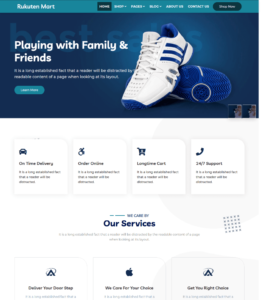 Rukuten Mart
HOME SHOP PAGES BLOG ABOUT US CONTACT US Shop Now
Playing with Family &
Friends
It is a long established fact that a reader will be distracted by
readable content of a page when looking at its layout.
Learn More
On Time Delivery
It is a long established fact that a reader will be distracted
Order Online
It is a long established fact that a reader will be distracted
Longtime Cart
It is a long established fact that a reader will be distracted
24/7 Support
It is a long established fact that a reader will be distracted
WE CARE BY
Our Services
It is a long established fact that a reader will be distracted by the readable content of a page
when looking at its layout.
Deliver Your Door Step
It is a long established fact that a
We Care For Your Choice
It is a long established fact that a
Get You Right Choice
It is a long established fact that a